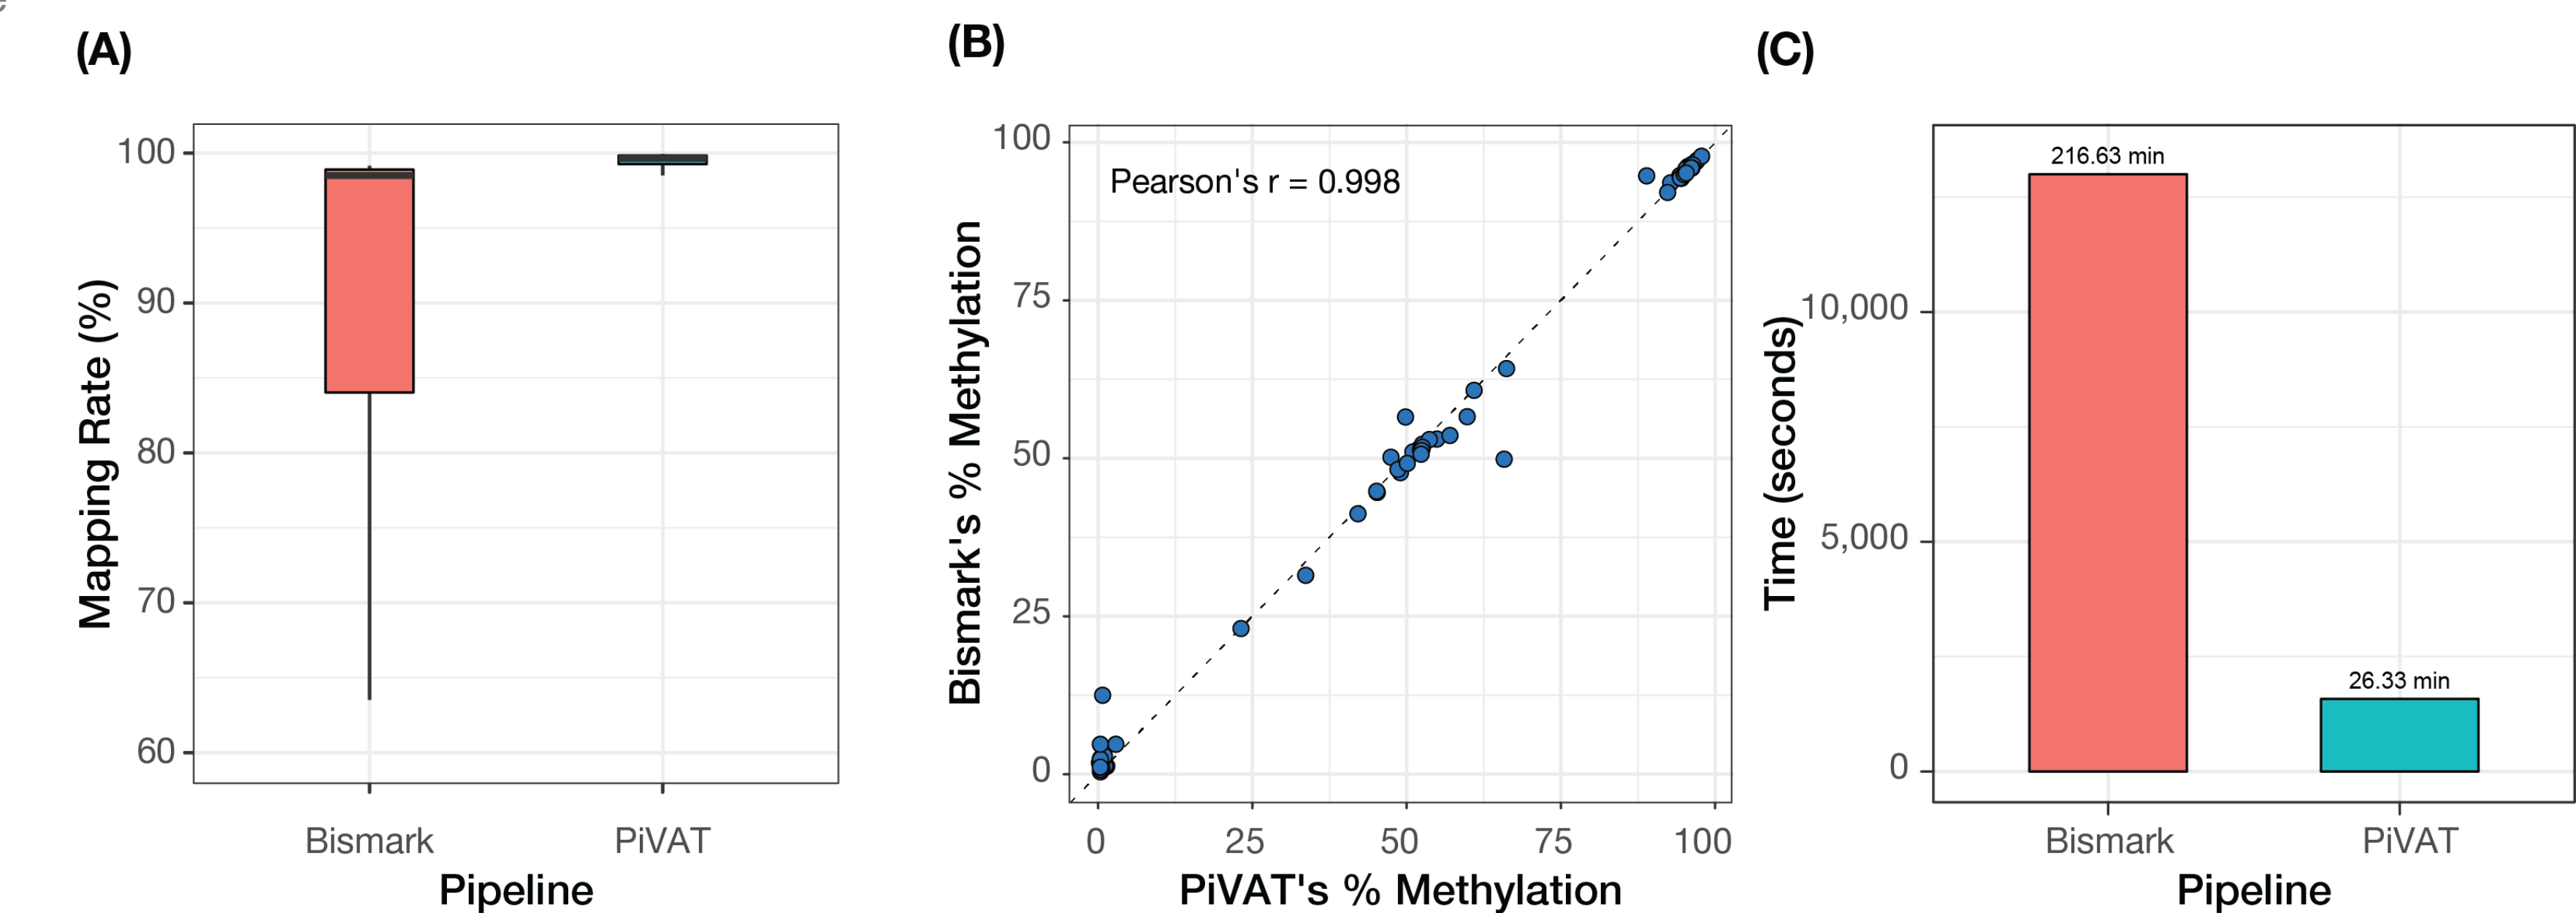 (A)
100
90
80
70
60
Mapping Rate (%)
Bismark
PiVAT
Pipeline
(B)
Pearson's r = 0.998
100
75
50
25
0
Bismark's % Methylation
0
25
50
75
100
PiVAT's % Methylation
(C)
216.63 min
26.33 min
10,000
5,000
0
Time (seconds)
Bismark
PiVAT
Pipeline